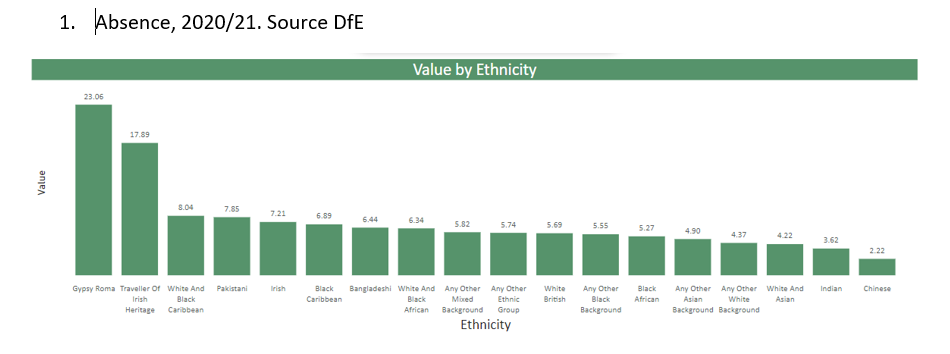 1. Absence, 2020/21. Source DfE
Value by Ethnicity
Value
23.06
17.89
8.04
7.85
7.21
6.89
6.44
6.34
5.82
5.74
5.69
5.55
5.27
4.90
4.37
4.22
3.62
2.22
Gypsy Roma
Traveller Of
Irish
Heritage
White And
Black
Caribbean
Pakistani
Irish
Black
Caribbean
Bangladeshi
White And
Black
African
Any Other
Mixed
Background
Any Other
Ethnic
Group
White
British
Any Other
Black
Background
Black
African
Any Other
Asian
Background
Any Other
White
Background
White And
Asian
Indian
Chinese
Ethnicity